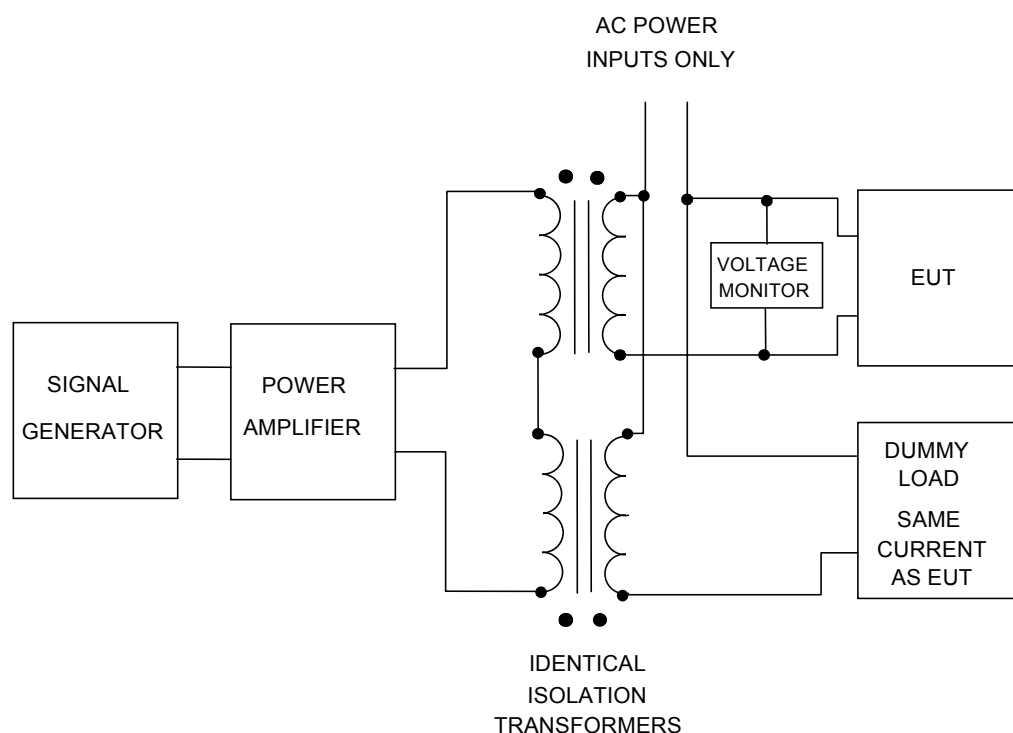 AC POWER
INPUTS ONLY
VOLTAGE
MONITOR
EUT
SIGNAL
GENERATOR
POWER
AMPLIFIER
DUMMY
LOAD
SAME
CURRENT
AS EUT
IDENTICAL
ISOLATION
TRANSFORMERS